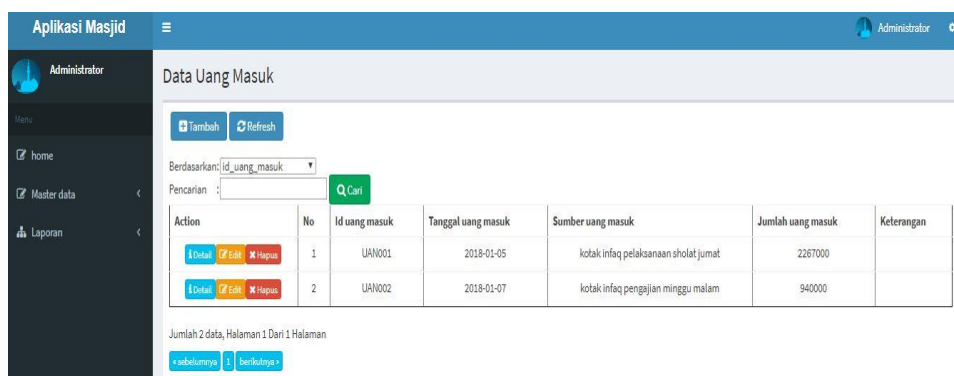 Aplikasi Masjid
Administrator
Administrator
Data Uang Masuk
Menu
Tambah Refresh
home
Berdasarkan: id_uang_masuk
Master data
Pencarian : Cari
Laporan
Action No Id uang masuk Tanggal uang masuk Sumber uang masuk Jumlah uang masuk Keterangan
Detail Edit Hapus 1 UAN001 2018-01-05 kotak infaq pelaksanaan sholat jumat 2267000
Detail Edit Hapus 2 UAN002 2018-01-07 kotak infaq pengajian minggu malam 940000
Jumlah 2 data, Halaman 1 Dari 1 Halaman
« sebelumnya 1 berikutnya »